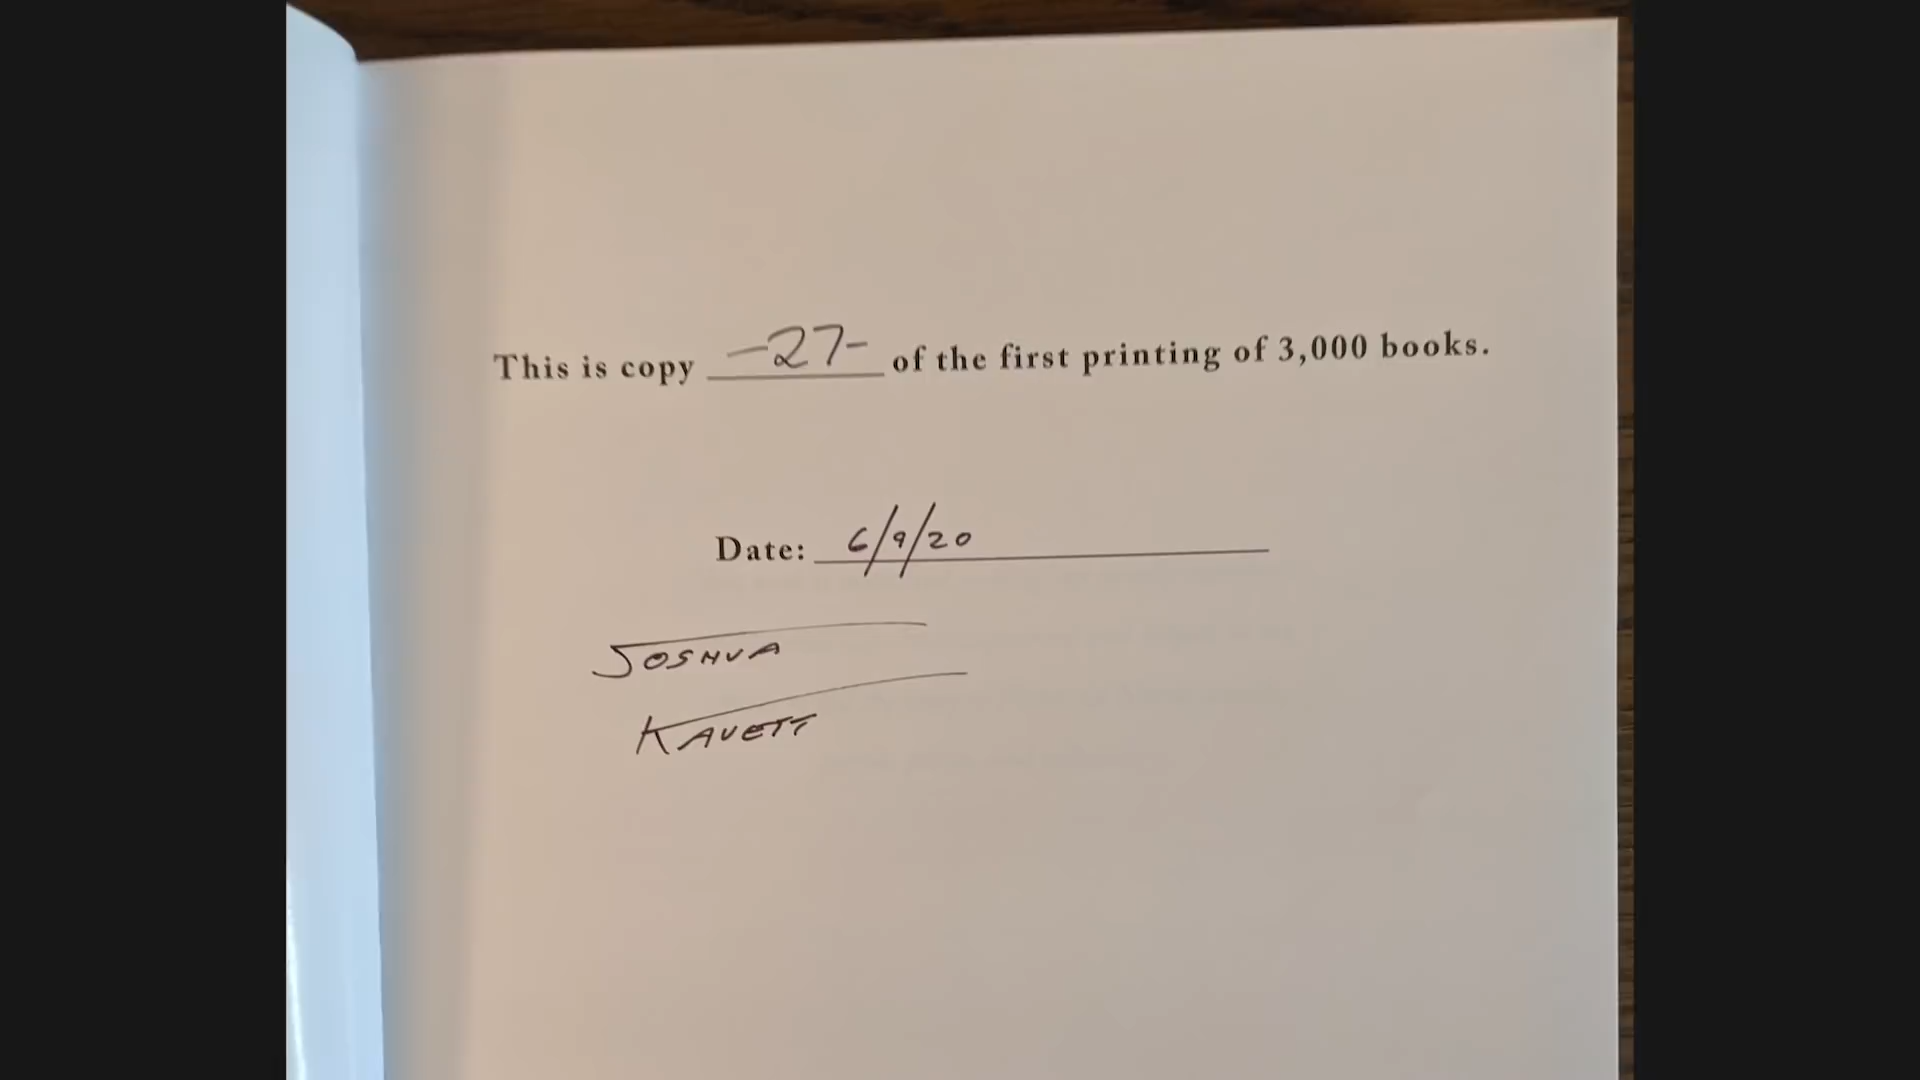 This is copy -27- of the first printing of 3,000 books.
Date: 6/9/20
JOSHUA
KAVETT